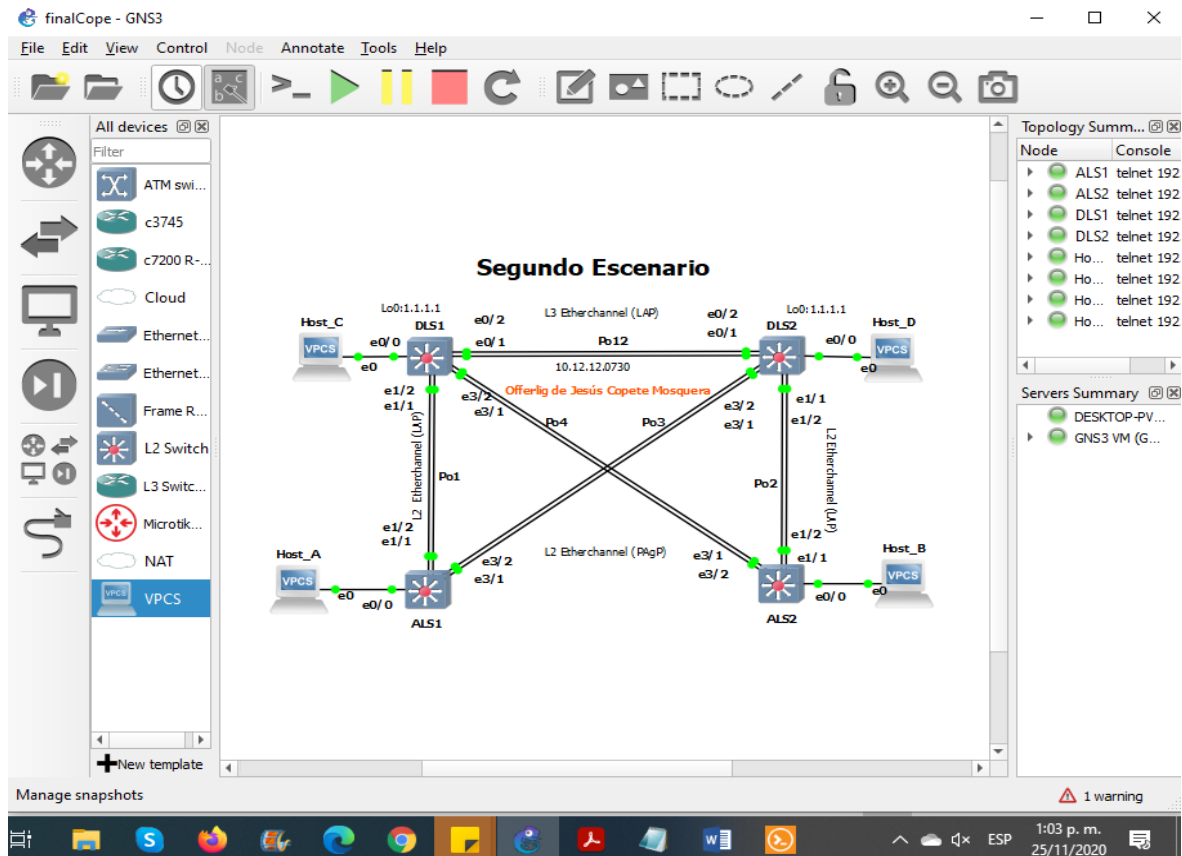 finalCope - GNS3
File Edit View Control Node Annotate Tools Help
All devices
Filter
ATM swi...
c3745
c7200 R-...
Cloud
Ethernet...
Ethernet...
Frame R...
L2 Switch
L3 Switc...
Microtik...
NAT
VPCS
VPCS
New template
Segundo Escenario
Lo0:1.1.1.1
L3 Etherchannel (LAP)
Lo0:1.1.1.1
Host_C
DLS1
e0/2
e0/2
DLS2
Host_D
VPCS
e0/0
e0/1
Po12
e0/1
e0/0
VPCS
e0
10.12.12.0730
e0
Offerlig de Jesús Copete Mosquera
e1/2
e1/1
e3/2
e3/1
Po4
Po3
e3/2
e3/1
e1/1
e1/2
L2 Etherchannel (LAP)
Po1
Po2
L2 Etherchannel (LAP)
e1/2
e1/1
L2 Etherchannel (PAgP)
e1/2
e1/1
Host_A
e3/2
e3/1
e3/1
e3/2
Host_B
VPCS
e0
e0/0
ALS1
ALS2
e0/0
e0
VPCS
Topology Summ...
Node Console
ALS1 telnet 192
ALS2 telnet 192
DLS1 telnet 192
DLS2 telnet 192
Ho... telnet 192
Ho... telnet 192
Ho... telnet 192
Ho... telnet 192
Servers Summary
DESKTOP-PV...
GNS3 VM (G...
Manage snapshots
1 warning
ESP
1:03 p. m.
25/11/2020